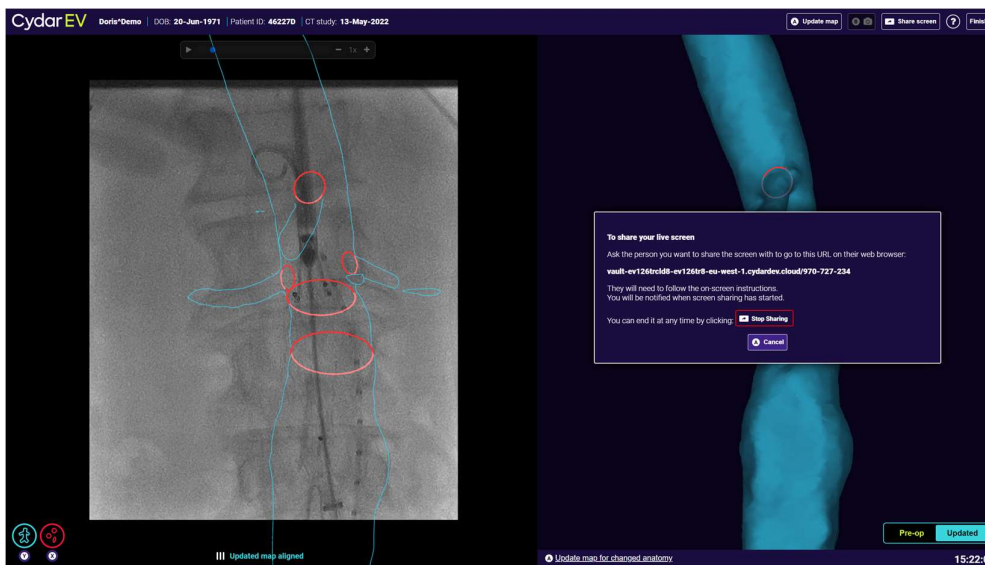 Cydar EV Doris^Demo | DOB: 20-Jun-1971 | Patient ID: 46227D | CT study: 13-May-2022
A Update map
A
Share screen
?
Finis
1x
To share your live screen
Ask the person you want to share the screen with to go to this URL on their web browser:
vault-ev126trcld8-ev126tr8-eu-west-1.cydardev.cloud/970-727-234
They will need to follow the on-screen instructions.
You will be notified when screen sharing has started.
You can end it at any time by clicking: Stop Sharing
A Cancel
Pre-op Updated
Y X
Updated map aligned
A Update map for changed anatomy
15:22: